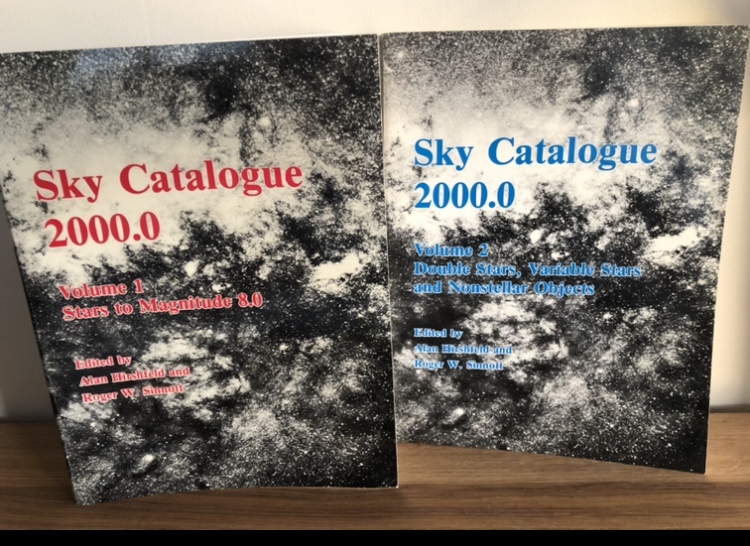 Sky Catalogue
2000.0
Volume 1
Stars to Magnitude 8.0
Edited by
Alan Hirshfeld and
Roger W. Sinnott
Sky Catalogue
2000.0
Volume 2
Double Stars, Variable Stars
and Nonstellar Objects
Edited by
Alan Hirshfeld and
Roger W. Sinnott